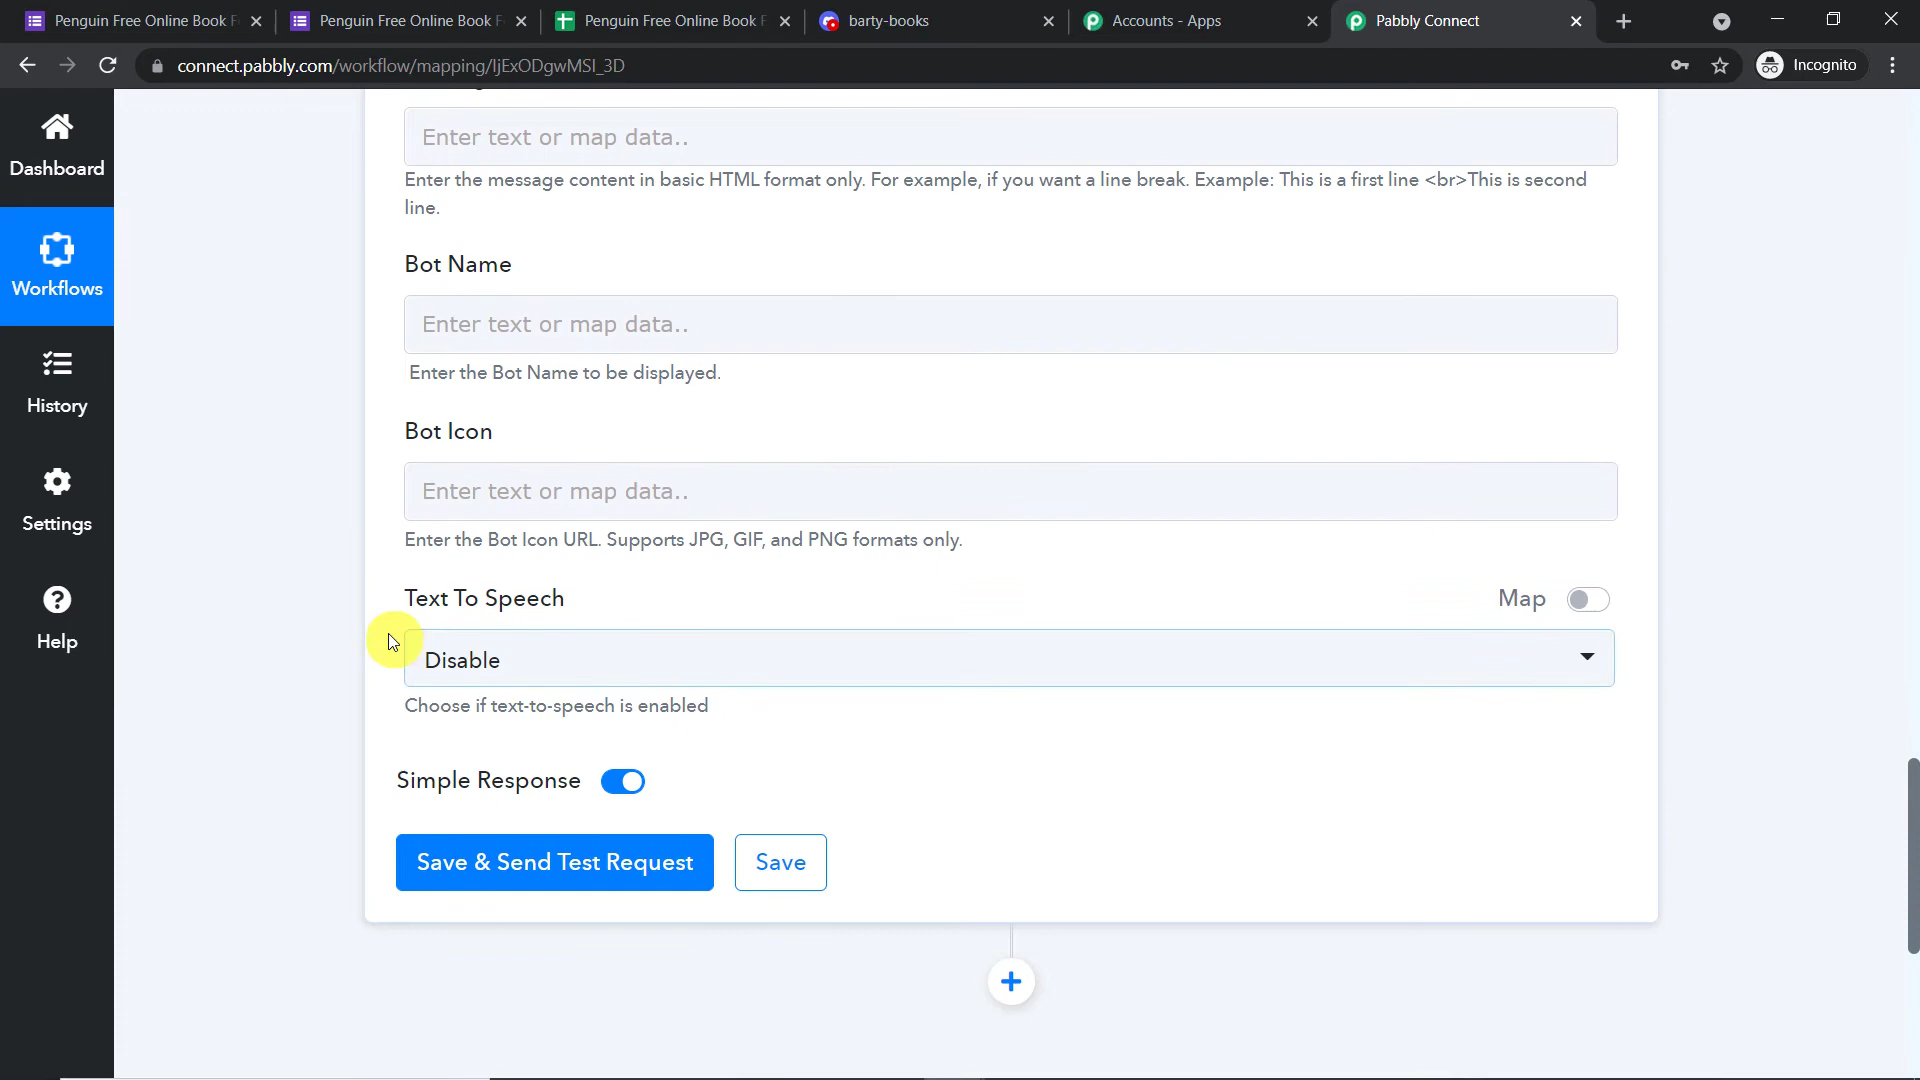 Penguin Free Online Book F
Penguin Free Online Book F
Penguin Free Online Book F
barty-books
Accounts - Apps
Pabbly Connect
connect.pabbly.com/workflow/mapping/IjExODgwMSI_3D
Incognito
Dashboard
Workflows
History
Settings
Help
Enter text or map data..
Enter the message content in basic HTML format only. For example, if you want a line break. Example: This is a first line <br>This is second
line.
Bot Name
Enter text or map data..
Enter the Bot Name to be displayed.
Bot Icon
Enter text or map data..
Enter the Bot Icon URL. Supports JPG, GIF, and PNG formats only.
Text To Speech
Map
Disable
Choose if text-to-speech is enabled
Simple Response
Save & Send Test Request
Save